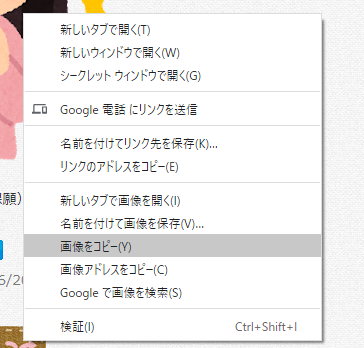 新しいタブで開く(T)
新しいウィンドウで開く(W)
シークレット ウィンドウで開く(G)
Google 電話 にリンクを送信
名前を付けてリンク先を保存(K)...
リンクのアドレスをコピー(E)
新しいタブで画像を開く(I)
願)
名前を付けて画像を保存(V)...
画像をコピー(Y)
画像アドレスをコピー(C)
6/20
Google で画像を検索(S)
検証(I) Ctrl+Shift+I